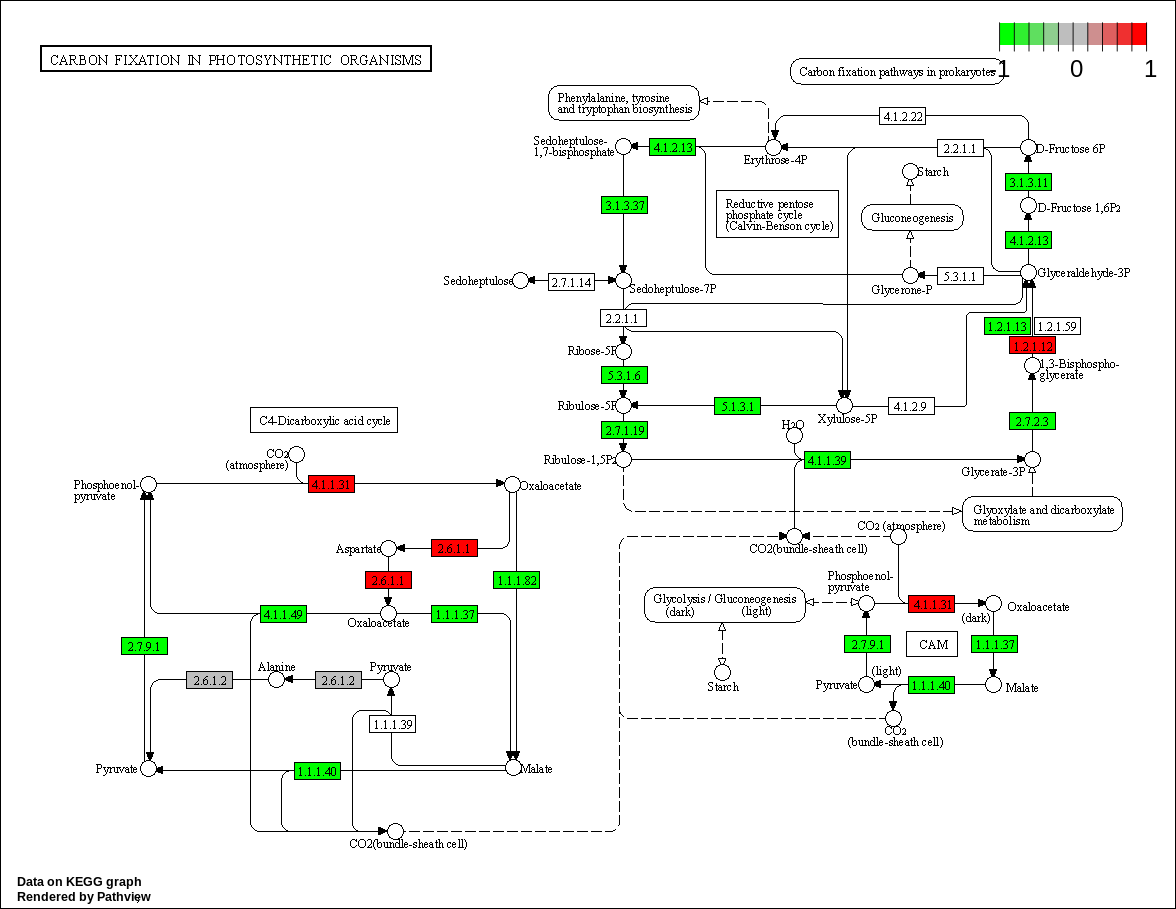 CARBON FIXATION IN PHOTOSYNTHETIC ORGANISMS
-1 0 1
Carbon fixation pathways in prokaryotes
Phenylalanine, tyrosine
and tryptophan biosynthesis
4.1.2.22
Sedoheptulose-
1,7-bisphosphate
4.1.2.13
Erythrose-4P
2.2.1.1
D-Fructose 6P
Starch
3.1.3.11
3.1.3.37
Reductive pentose
phosphate cycle
(Calvin-Benson cycle)
Gluconeogenesis
D-Fructose 1,6P2
4.1.2.13
Sedoheptulose
2.7.1.14
Sedoheptulose-7P
Glycerone-P
5.3.1.1
Glyceraldehyde-3P
2.2.1.1
1.2.1.13
1.2.1.59
1.2.1.12
Ribose-5P
1,3-Bisphospho-
glycerate
5.3.1.6
Ribulose-5P
5.1.3.1
Xylulose-5P
4.1.2.9
2.7.2.3
2.7.1.19
H2O
Ribulose-1,5P2
4.1.1.39
Glycerate-3P
C4-Dicarboxylic acid cycle
CO2
(atmosphere)
Phosphoenol-
pyruvate
4.1.1.31
Oxaloacetate
Glyoxylate and dicarboxylate
metabolism
CO2 (atmosphere)
CO2(bundle-sheath cell)
Aspartate
2.6.1.1
2.6.1.1
1.1.1.82
Phosphoenol-
pyruvate
Glycolysis / Gluconeogenesis
(dark) (light)
4.1.1.31
Oxaloacetate
(dark)
4.1.1.49
Oxaloacetate
1.1.1.37
2.7.9.1
2.7.9.1
CAM
1.1.1.37
Alanine
Pyruvate
2.6.1.2
2.6.1.2
Starch
(light)
Pyruvate
1.1.1.40
Malate
1.1.1.39
CO2
(bundle-sheath cell)
Pyruvate
1.1.1.40
Malate
CO2(bundle-sheath cell)
Data on KEGG graph
Rendered by Pathview